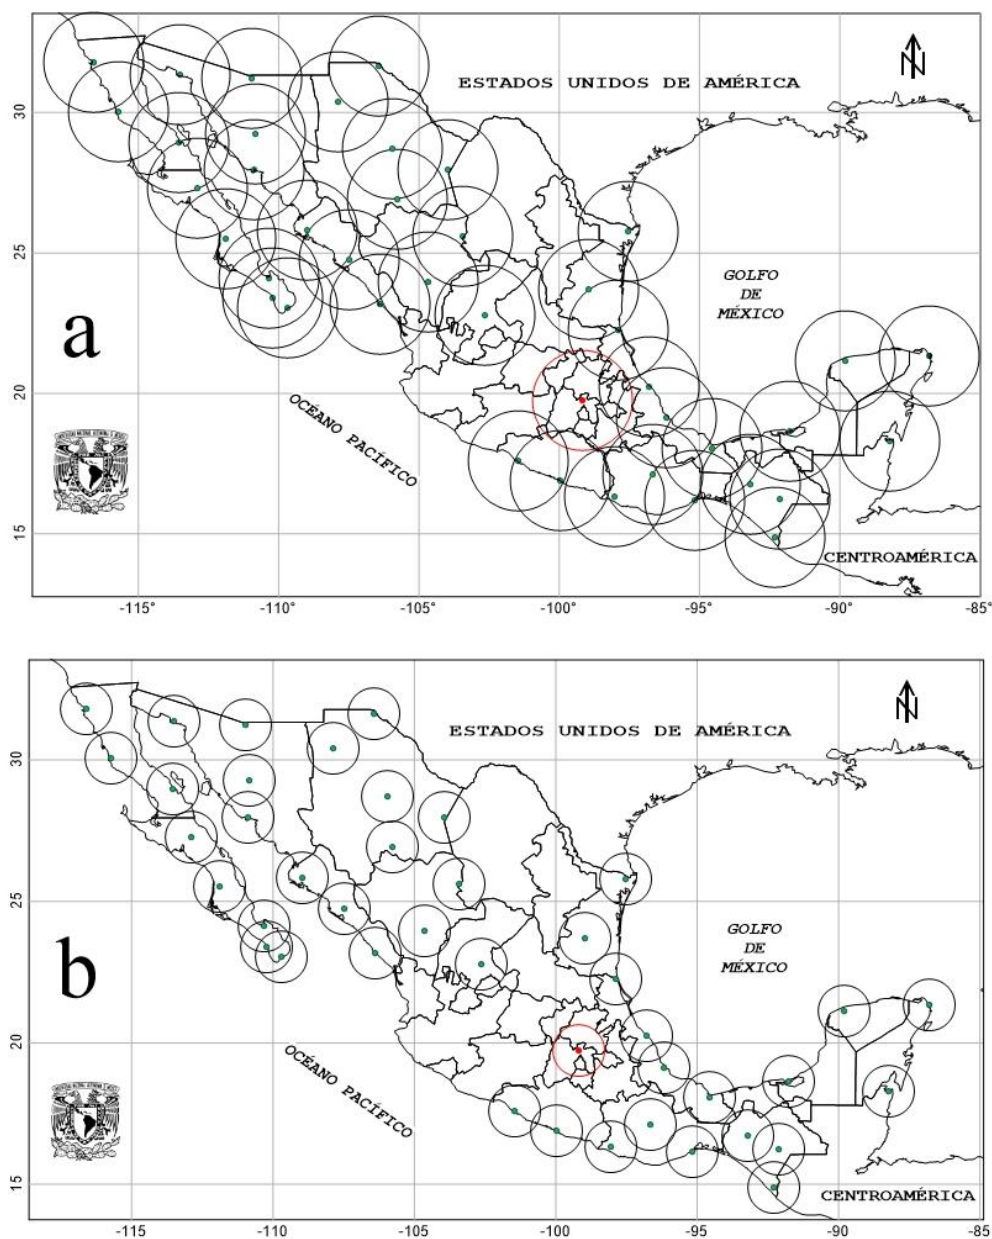 ESTADOS UNIDOS DE AMÉRICA
N
30
25
GOLFO
DE
MÉXICO
a
20
OCÉANO PACÍFICO
15
CENTROAMÉRICA
-115°
-110°
-105°
-100°
-95°
-90°
-85°
ESTADOS UNIDOS DE AMÉRICA
N
30
25
GOLFO
DE
MÉXICO
b
20
OCÉANO PACÍFICO
15
CENTROAMÉRICA
-115
-110
-105
-100
-95
-90
-85